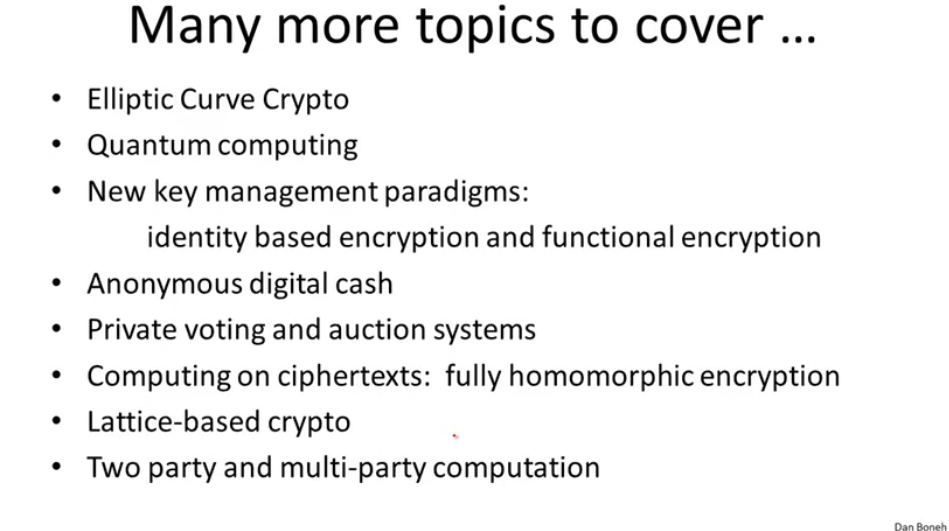 Many more topics to cover …
• Elliptic Curve Crypto
• Quantum computing
• New key management paradigms:
identity based encryption and functional encryption
• Anonymous digital cash
• Private voting and auction systems
• Computing on ciphertexts: fully homomorphic encryption
• Lattice-based crypto
• Two party and multi-party computation
Dan Boneh